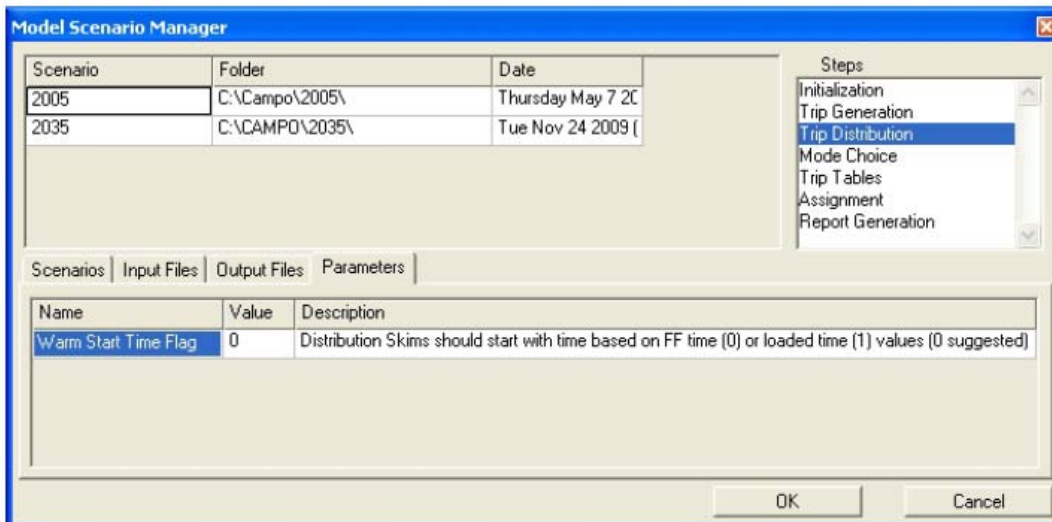 Model Scenario Manager
Scenario Folder Date
2005 C:\Campo\2005\ Thursday May 7 20
2035 C:\CAMPO\2035\ Tue Nov 24 2009 (
Steps
Initialization
Trip Generation
Trip Distribution
Mode Choice
Trip Tables
Assignment
Report Generation
Scenarios Input Files Output Files Parameters
Name Value Description
Warm Start Time Flag 0 Distribution Skims should start with time based on FF time (0) or loaded time (1) values (0 suggested)
OK Cancel